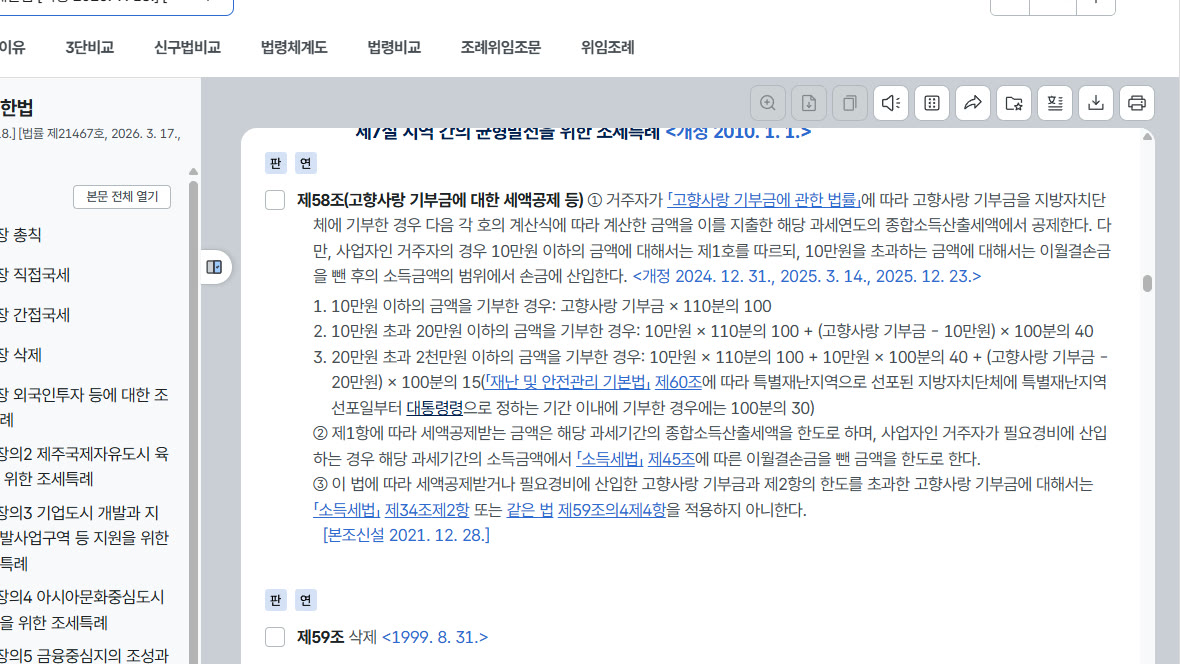 이유 3단비교 신구법비교 법령체계도 법령비교 조례위임조문 위임조례
한법
8.] [법률 제21467호, 2026. 3. 17.,
본문 전체 열기
장 총칙
장 직접국세
장 간접국세
장 삭제
장 외국인투자 등에 대한 조
례
장의2 제주국제자유도시 육
위한 조세특례
장의3 기업도시 개발과 지
발사업구역 등 지원을 위한
특례
장의4 아시아문화중심도시
을 위한 조세특례
장의5 금융중심지의 조성과
제7절 지역 간의 균형발전을 위한 조세특례 <개정 2010. 1. 1.>
판 연
제58조(고향사랑 기부금에 대한 세액공제 등) ① 거주자가 「고향사랑 기부금에 관한 법률」에 따라 고향사랑 기부금을 지방자치단
체에 기부한 경우 다음 각 호의 계산식에 따라 계산한 금액을 이를 지출한 해당 과세연도의 종합소득산출세액에서 공제한다. 다
만, 사업자인 거주자의 경우 10만원 이하의 금액에 대해서는 제1호를 따르되, 10만원을 초과하는 금액에 대해서는 이월결손금
을 뺀 후의 소득금액의 범위에서 손금에 산입한다. <개정 2024. 12. 31., 2025. 3. 14., 2025. 12. 23.>
1. 10만원 이하의 금액을 기부한 경우: 고향사랑 기부금 × 110분의 100
2. 10만원 초과 20만원 이하의 금액을 기부한 경우: 10만원 × 110분의 100 + (고향사랑 기부금 - 10만원) × 100분의 40
3. 20만원 초과 2천만원 이하의 금액을 기부한 경우: 10만원 × 110분의 100 + 10만원 × 100분의 40 + (고향사랑 기부금 -
20만원) × 100분의 15(「재난 및 안전관리 기본법」 제60조에 따라 특별재난지역으로 선포된 지방자치단체에 특별재난지역
선포일부터 대통령령으로 정하는 기간 이내에 기부한 경우에는 100분의 30)
② 제1항에 따라 세액공제받는 금액은 해당 과세기간의 종합소득산출세액을 한도로 하며, 사업자인 거주자가 필요경비에 산입
하는 경우 해당 과세기간의 소득금액에서 「소득세법」 제45조에 따른 이월결손금을 뺀 금액을 한도로 한다.
③ 이 법에 따라 세액공제받거나 필요경비에 산입한 고향사랑 기부금과 제2항의 한도를 초과한 고향사랑 기부금에 대해서는
「소득세법」 제34조제2항 또는 같은 법 제59조의4제4항을 적용하지 아니한다.
[본조신설 2021. 12. 28.]
판 연
제59조 삭제 <1999. 8. 31.>